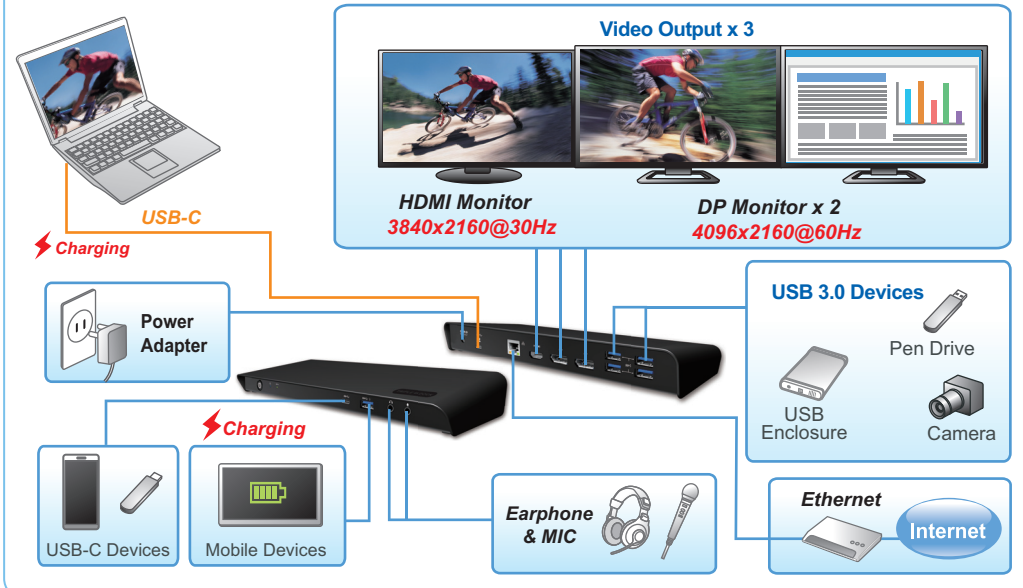 Video Output x 3
HDMI Monitor
3840x2160@30Hz
DP Monitor x 2
4096x2160@60Hz
USB-C
Charging
Power
Adapter
USB 3.0 Devices
Pen Drive
USB
Enclosure
Camera
Charging
USB-C Devices
Mobile Devices
Earphone
& MIC
Ethernet
Internet